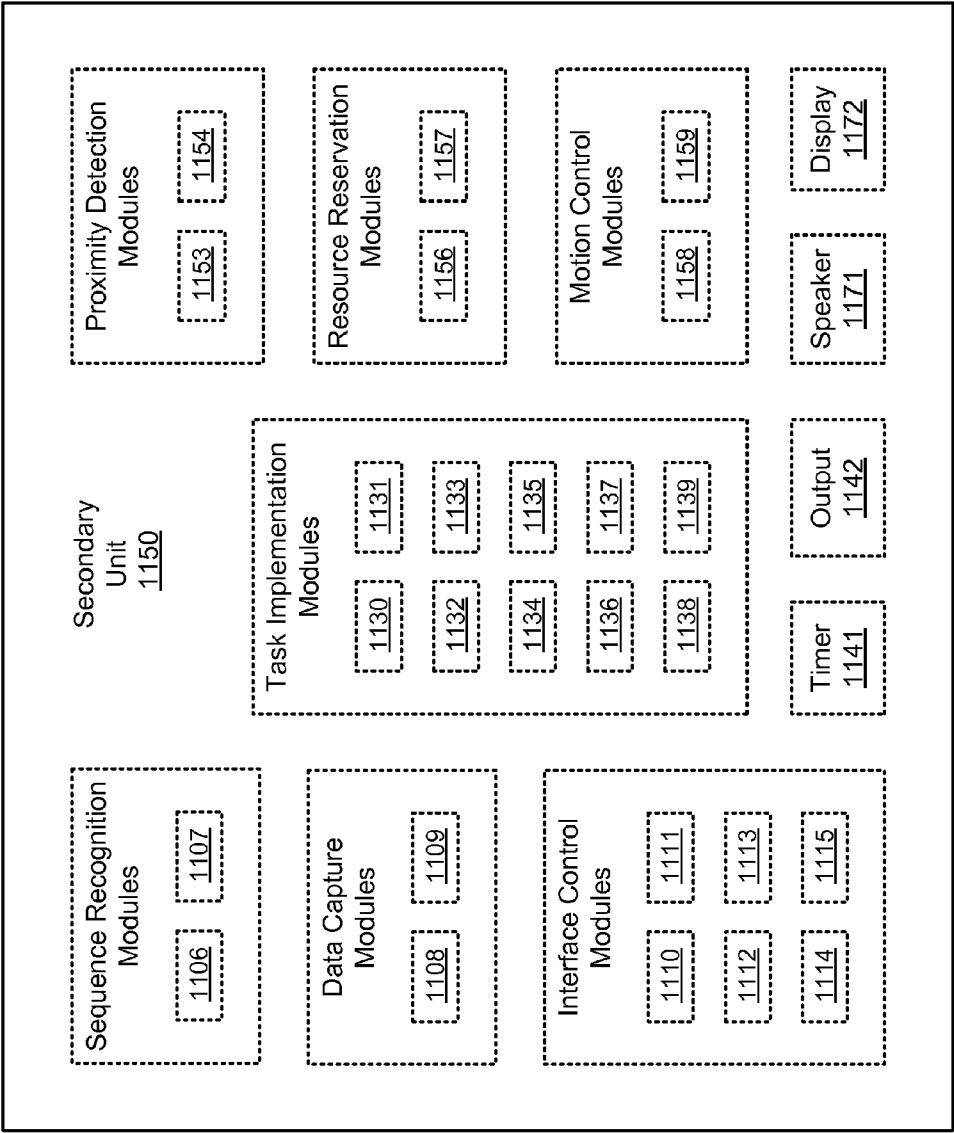 Secondary
Unit
1150
Sequence Recognition
Modules
1106 1107
Data Capture
Modules
1108 1109
Interface Control
Modules
1110 1111
1112 1113
1114 1115
Task Implementation
Modules
1130 1131
1132 1133
1134 1135
1136 1137
1138 1139
Timer
1141
Output
1142
Proximity Detection
Modules
1153 1154
Resource Reservation
Modules
1156 1157
Motion Control
Modules
1158 1159
Speaker
1171
Display
1172